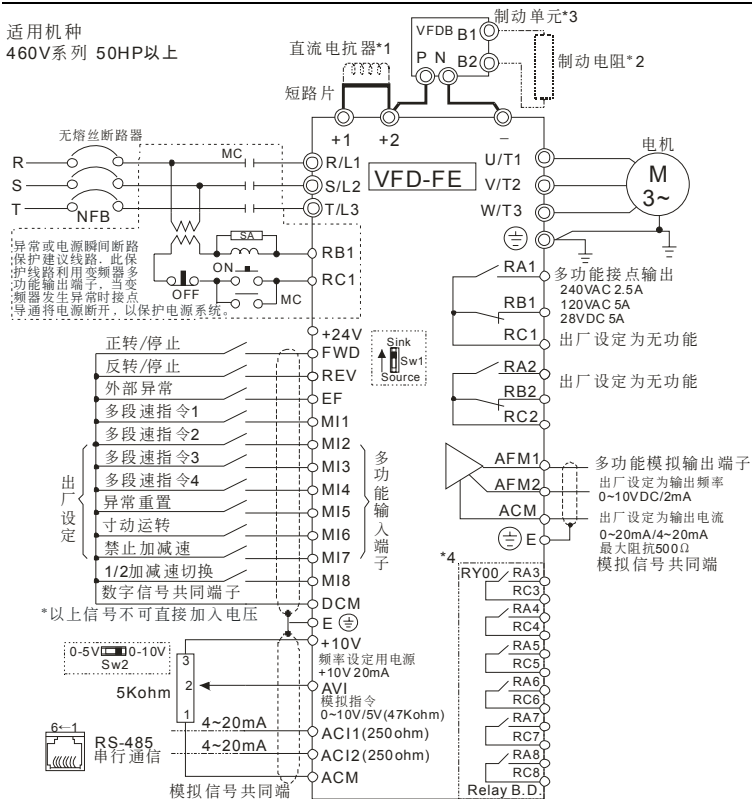 适用机种
460V系列 50HP以上
直流电抗器*1
短路片
VFDB
B1
B2
P N
制动单元*3
制动电阻*2
+1
+2
−
无熔丝断路器
R
S
T
NFB
MC
R/L1
S/L2
T/L3
VFD-FE
U/T1
V/T2
W/T3
电机
M
3~
异常或电源瞬间断路
保护建议线路.此保
护线路利用变频器多
功能输出端子，当变
频器发生异常时接点
导通将电源断开，以保护电源系统。
SA
ON
OFF
MC
RB1
RC1
RA1
RB1
RC1
多功能接点输出
240VAC 2.5A
120VAC 5A
28VDC 5A
出厂设定为无功能
RA2
RB2
RC2
出厂设定为无功能
+24V
Sink
Sw1
Source
正转/停止
FWD
反转/停止
REV
外部异常
EF
多段速指令1
MI1
多段速指令2
MI2
多段速指令3
MI3
多段速指令4
MI4
异常重置
MI5
寸动运转
MI6
禁止加减速
MI7
1/2加减速切换
MI8
数字信号共同端子
DCM
出厂设定
多功能输入端子
*以上信号不可直接加入电压
E
AFM1
AFM2
ACM
E
多功能模拟输出端子
出厂设定为输出频率
0~10VDC/2mA
出厂设定为输出电流
0~20mA/4~20mA
最大阻抗500Ω
模拟信号共同端
0-5V
0-10V
Sw2
3
2
1
5Kohm
+10V
频率设定用电源
+10V 20mA
AVI
模拟指令
0~10V/5V(47Kohm)
4~20mA
ACI1(250ohm)
4~20mA
ACI2(250ohm)
ACM
模拟信号共同端
6←1
RS-485
串行通信
*4
RY00
RA3
RC3
RA4
RC4
RA5
RC5
RA6
RC6
RA7
RC7
RA8
RC8
Relay B.D.